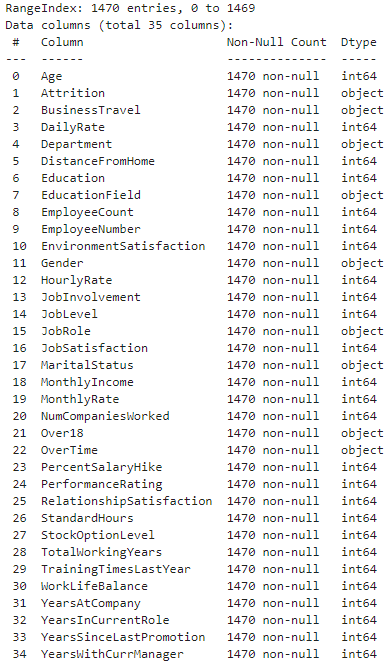 RangeIndex: 1470 entries, 0 to 1469
Data columns (total 35 columns):
 #   Column                    Non-Null Count  Dtype
---  ------                    --------------  -----
 0   Age                       1470 non-null   int64
 1   Attrition                 1470 non-null   object
 2   BusinessTravel            1470 non-null   object
 3   DailyRate                 1470 non-null   int64
 4   Department                1470 non-null   object
 5   DistanceFromHome          1470 non-null   int64
 6   Education                 1470 non-null   int64
 7   EducationField            1470 non-null   object
 8   EmployeeCount             1470 non-null   int64
 9   EmployeeNumber            1470 non-null   int64
 10  EnvironmentSatisfaction   1470 non-null   int64
 11  Gender                    1470 non-null   object
 12  HourlyRate                1470 non-null   int64
 13  JobInvolvement            1470 non-null   int64
 14  JobLevel                  1470 non-null   int64
 15  JobRole                   1470 non-null   object
 16  JobSatisfaction           1470 non-null   int64
 17  MaritalStatus             1470 non-null   object
 18  MonthlyIncome             1470 non-null   int64
 19  MonthlyRate               1470 non-null   int64
 20  NumCompaniesWorked        1470 non-null   int64
 21  Over18                    1470 non-null   object
 22  OverTime                  1470 non-null   object
 23  PercentSalaryHike         1470 non-null   int64
 24  PerformanceRating         1470 non-null   int64
 25  RelationshipSatisfaction  1470 non-null   int64
 26  StandardHours             1470 non-null   int64
 27  StockOptionLevel          1470 non-null   int64
 28  TotalWorkingYears         1470 non-null   int64
 29  TrainingTimesLastYear     1470 non-null   int64
 30  WorkLifeBalance           1470 non-null   int64
 31  YearsAtCompany            1470 non-null   int64
 32  YearsInCurrentRole        1470 non-null   int64
 33  YearsSinceLastPromotion   1470 non-null   int64
 34  YearsWithCurrManager      1470 non-null   int64